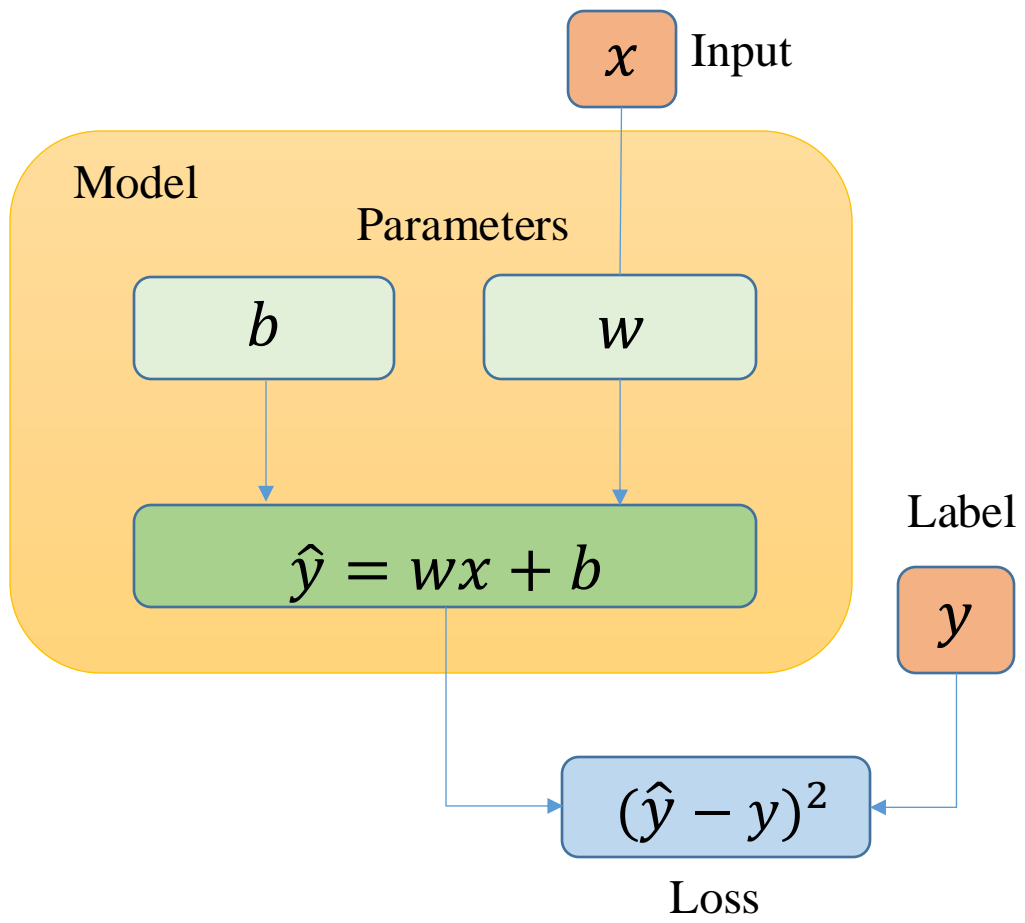 x Input
Model
Parameters
b
w
ŷ = wx + b
Label
y
(ŷ − y)²
Loss